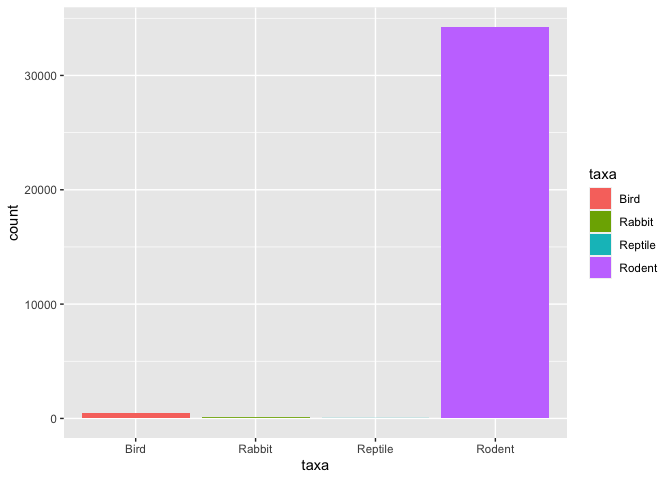 30000
20000
10000
0
count
Bird
Rabbit
Reptile
Rodent
taxa
taxa
Bird
Rabbit
Reptile
Rodent